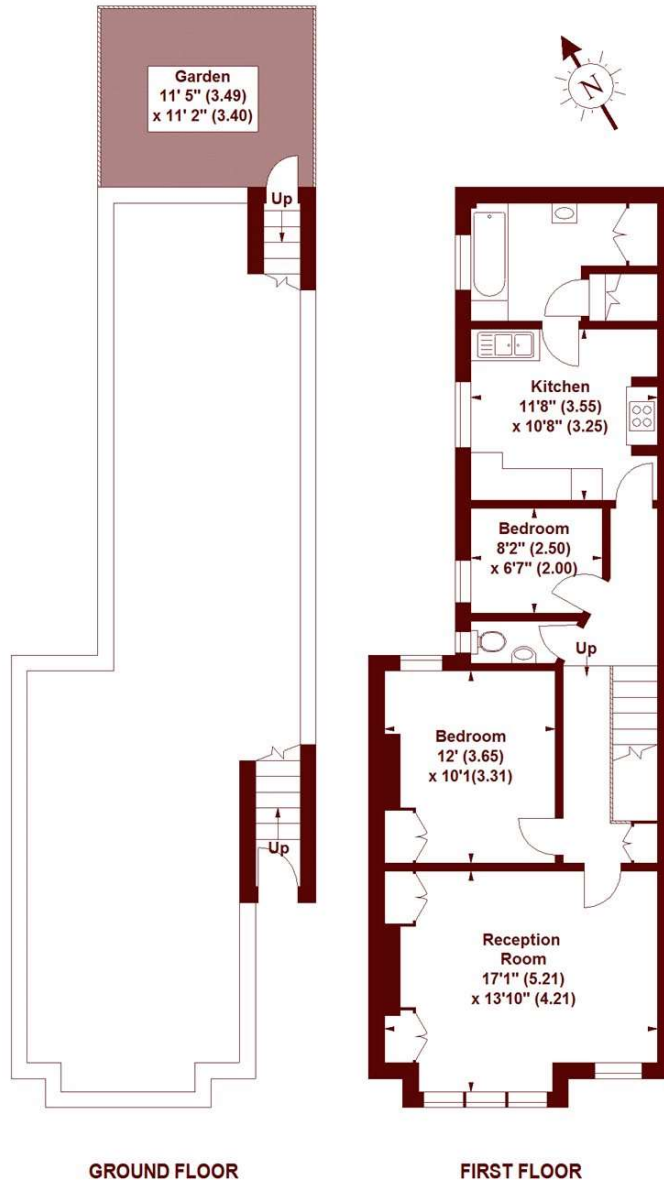 Garden
11' 5" (3.49)
x 11' 2" (3.40)
N
Up
Kitchen
11'8" (3.55)
x 10'8" (3.25)
Bedroom
8'2" (2.50)
x 6'7" (2.00)
Up
Bedroom
12' (3.65)
x 10'1(3.31)
Up
Reception
Room
17'1" (5.21)
x 13'10" (4.21)
GROUND FLOOR
FIRST FLOOR